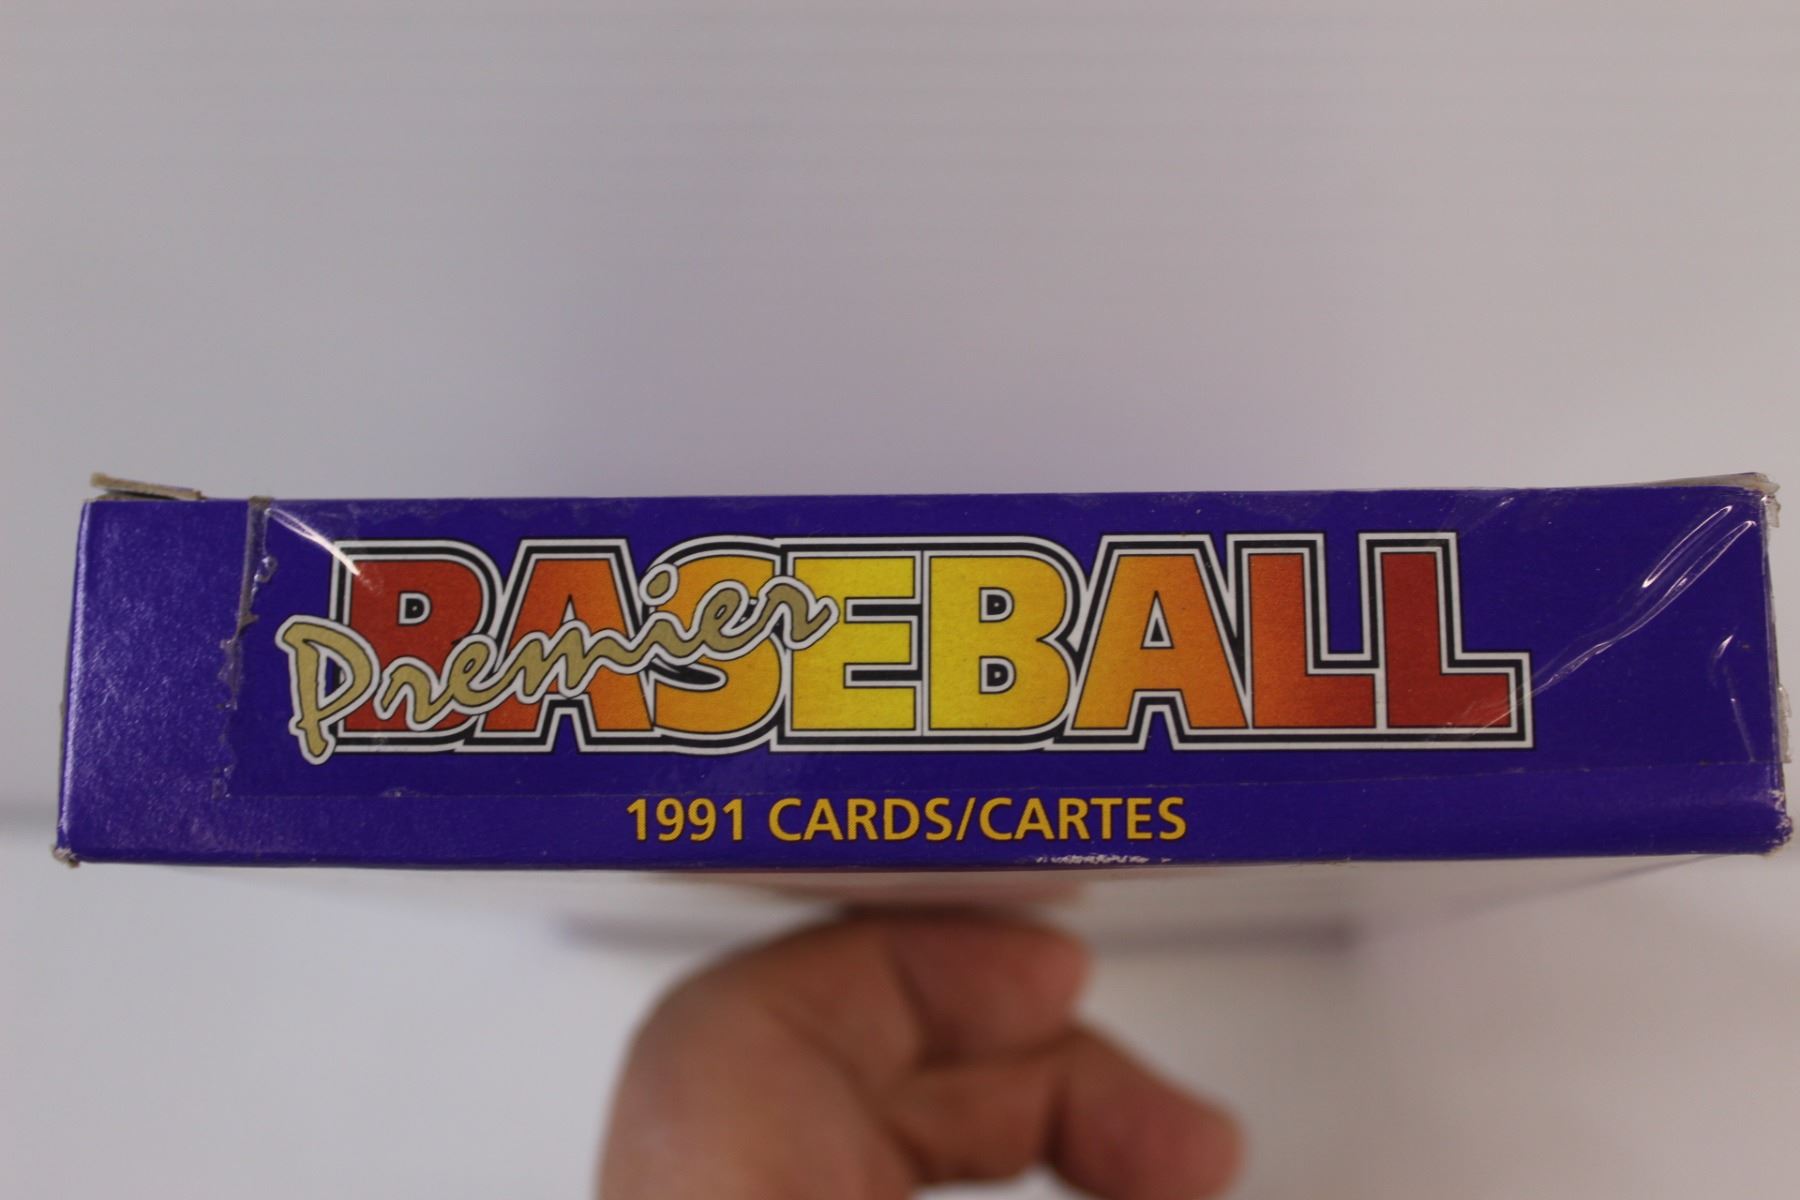 Premier
BASEBALL
1991 CARDS/CARTES